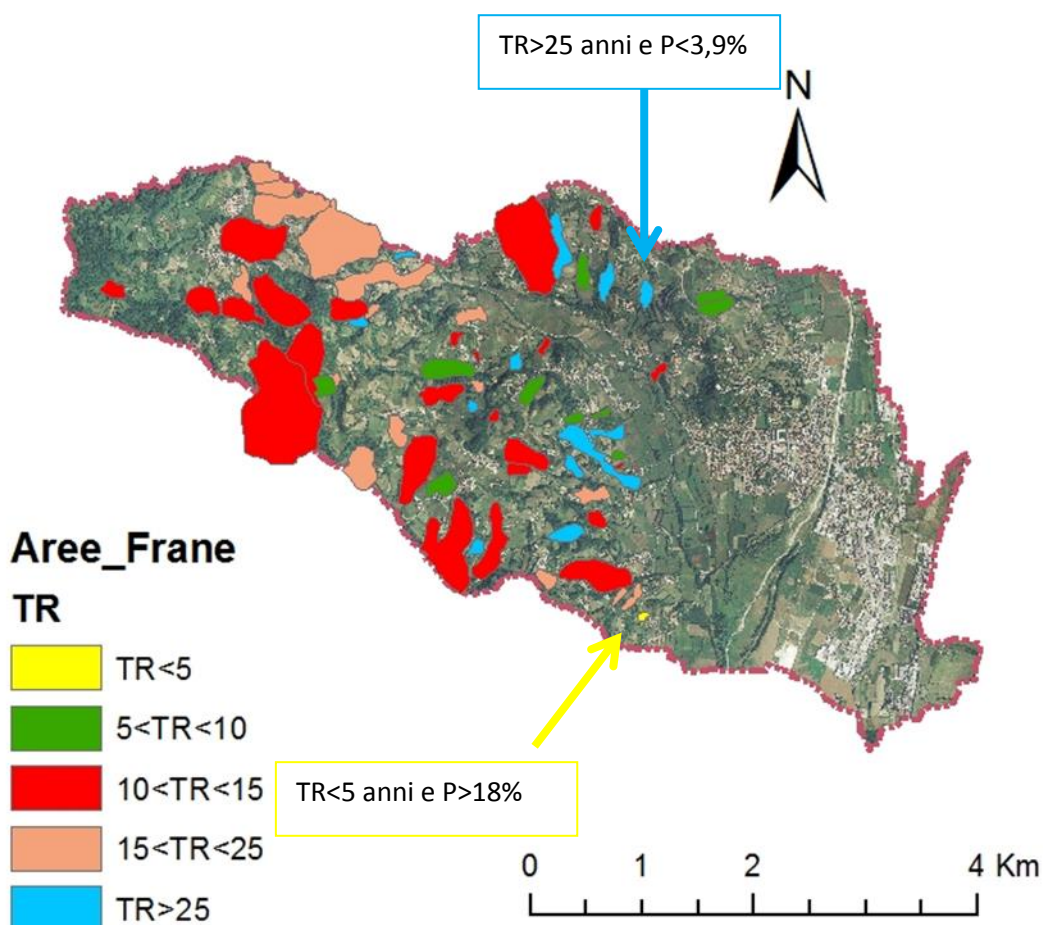 TR>25 anni e P<3,9%
N
Aree_Frane
TR
TR<5
5<TR<10
10<TR<15
15<TR<25
TR>25
TR<5 anni e P>18%
0 1 2 4 Km